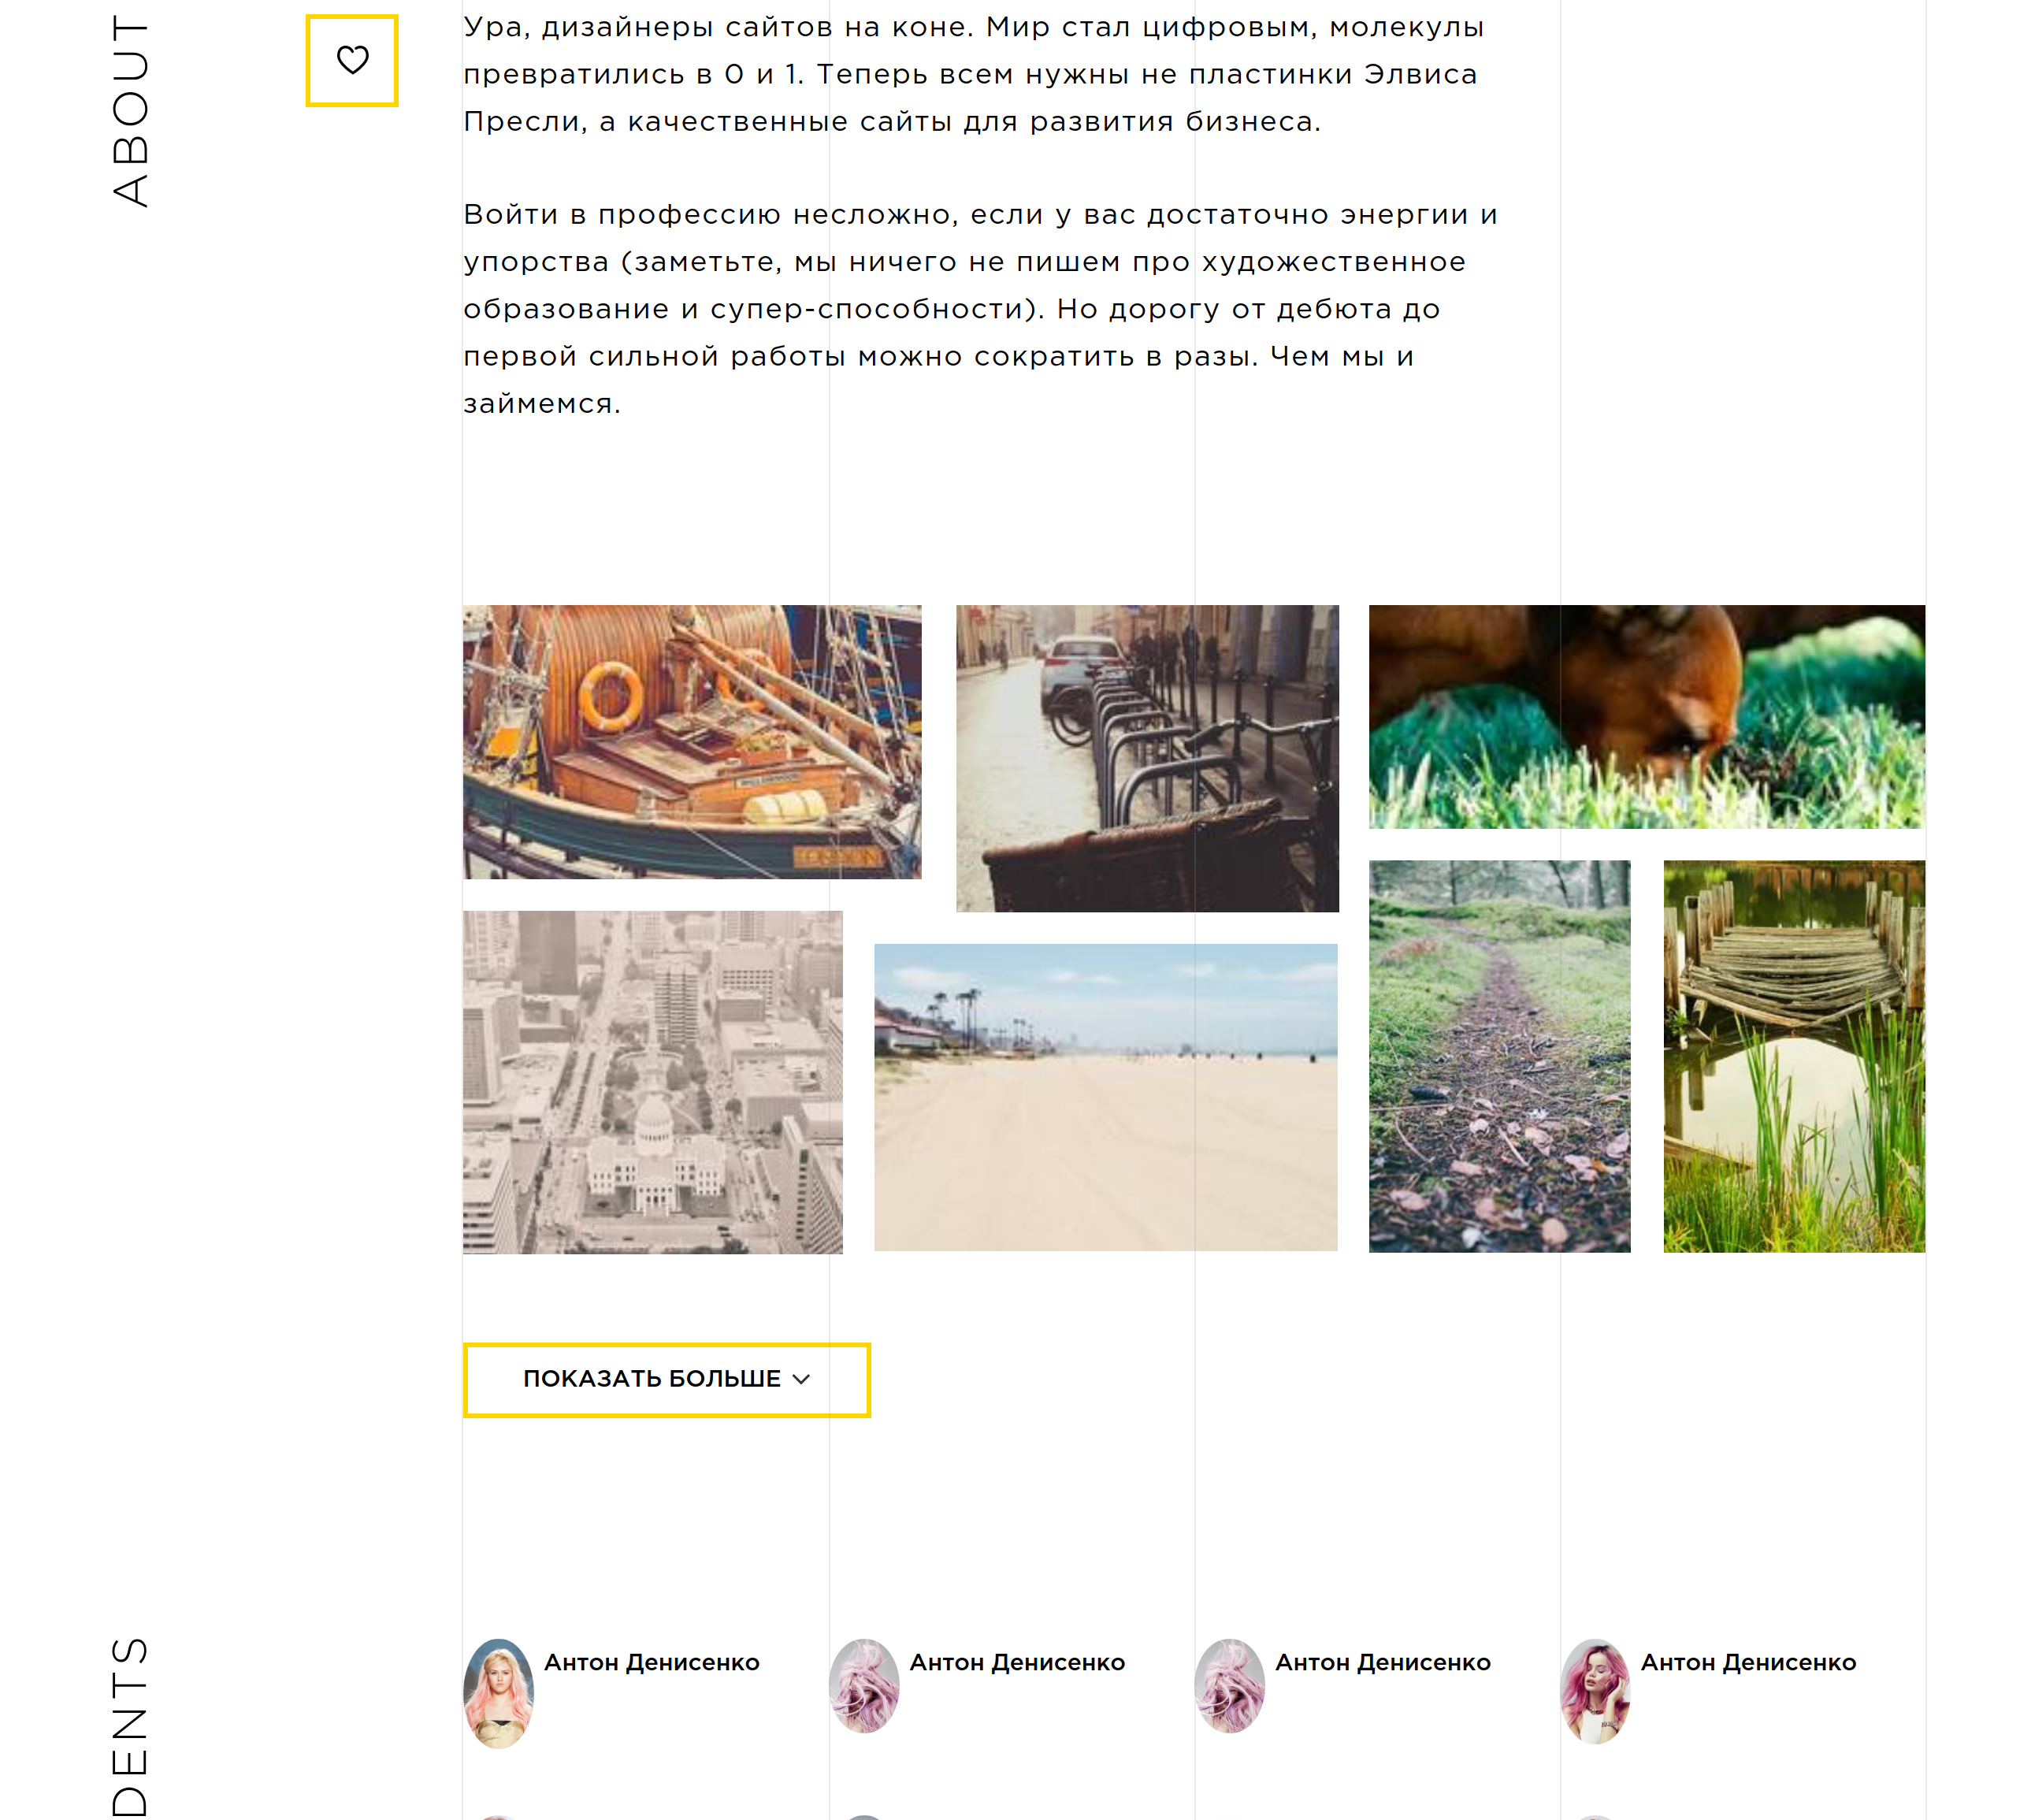 ABOUT
Ура, дизайнеры сайтов на коне. Мир стал цифровым, молекулы
превратились в 0 и 1. Теперь всем нужны не пластинки Элвиса
Пресли, а качественные сайты для развития бизнеса.
Войти в профессию несложно, если у вас достаточно энергии и
упорства (заметьте, мы ничего не пишем про художественное
образование и супер-способности). Но дорогу от дебюта до
первой сильной работы можно сократить в разы. Чем мы и
займемся.
ПОКАЗАТЬ БОЛЬШЕ
DENTS
Антон Денисенко
Антон Денисенко
Антон Денисенко
Антон Денисенко